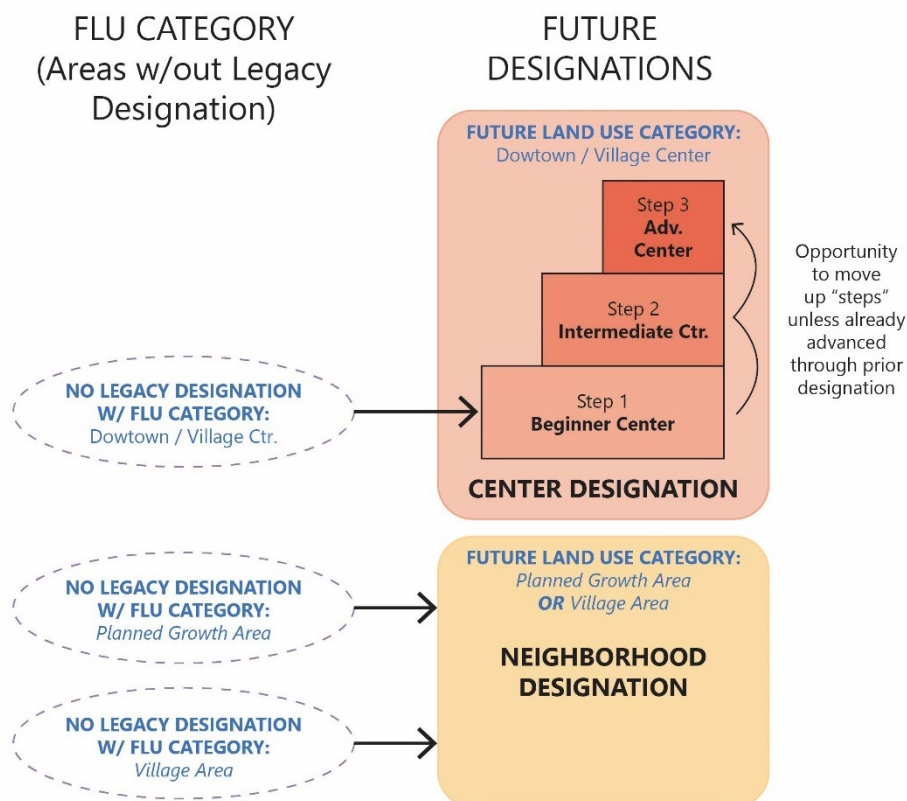 FLU CATEGORY
(Areas w/out Legacy
Designation)
FUTURE
DESIGNATIONS
FUTURE LAND USE CATEGORY:
Dowtown / Village Center
Step 3
Adv.
Center
Step 2
Intermediate Ctr.
Step 1
Beginner Center
CENTER DESIGNATION
Opportunity
to move
up “steps”
unless already
advanced
through prior
designation
NO LEGACY DESIGNATION
W/ FLU CATEGORY:
Dowtown / Village Ctr.
NO LEGACY DESIGNATION
W/ FLU CATEGORY:
Planned Growth Area
FUTURE LAND USE CATEGORY:
Planned Growth Area
OR Village Area
NEIGHBORHOOD
DESIGNATION
NO LEGACY DESIGNATION
W/ FLU CATEGORY:
Village Area